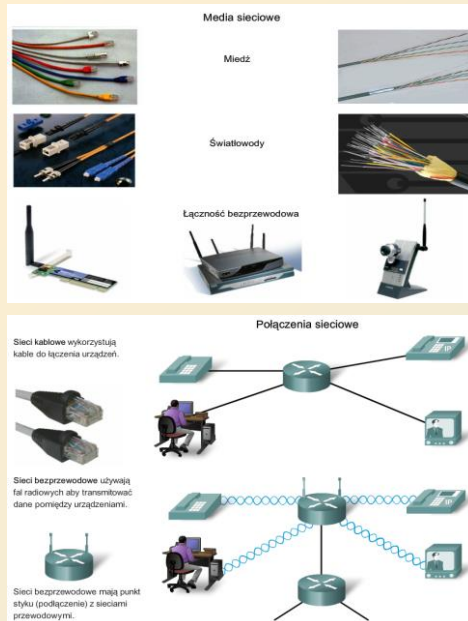 Media sieciowe
Miedź
Światłowody
Łączność bezprzewodowa
Połączenia sieciowe
Sieci kablowe wykorzystują
kable do łączenia urządzeń.
Sieci bezprzewodowe używają
fal radiowych aby transmitować
dane pomiędzy urządzeniami.
Sieci bezprzewodowe mają punkt
styku (podłączenie) z sieciami
przewodowymi.